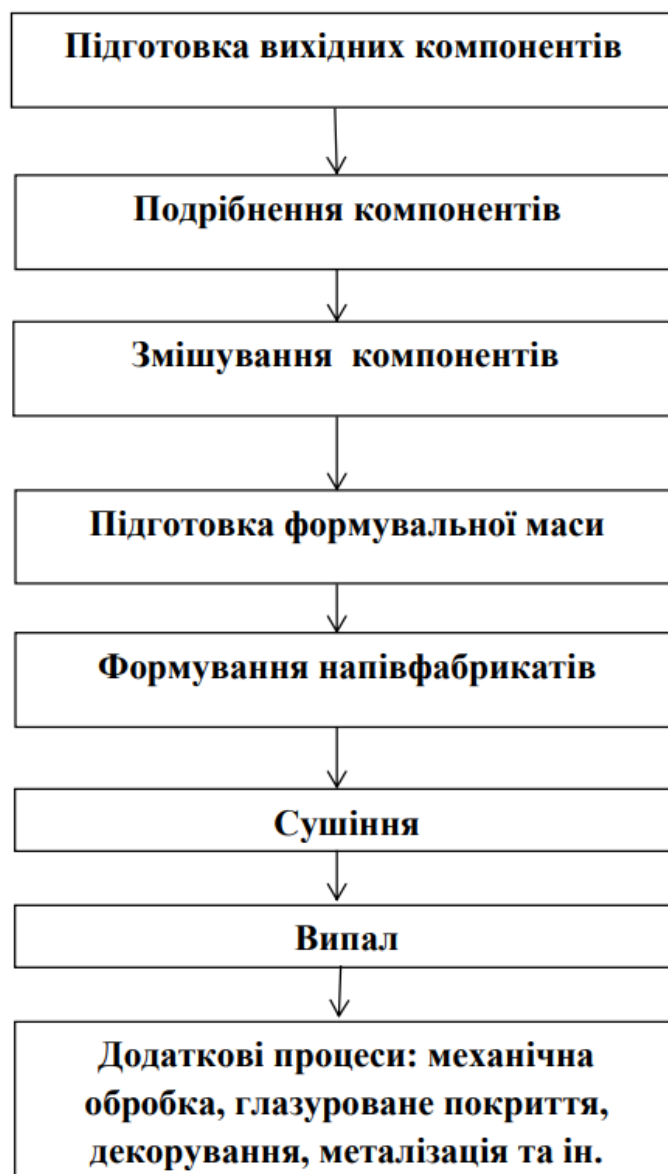 Підготовка вихідних компонентів
Подрібнення компонентів
Змішування компонентів
Підготовка формувальної маси
Формування напівфабрикатів
Сушіння
Випал
Додаткові процеси: механічна
обробка, глазуроване покриття,
декорування, металізація та ін.